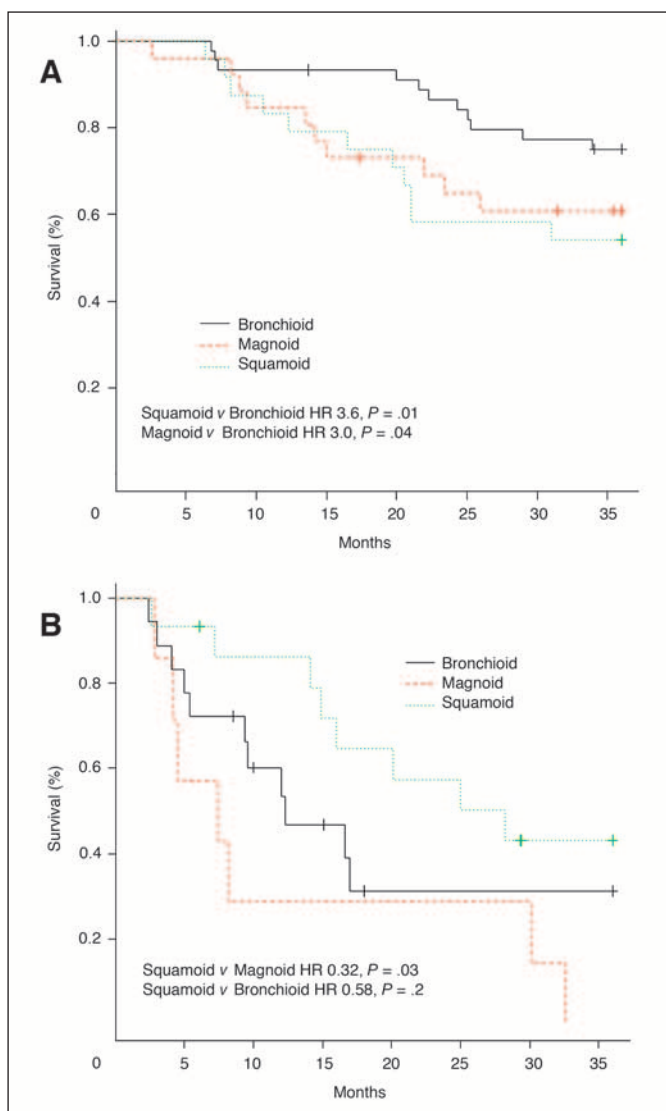 A
1.0
0.8
0.6
0.4
0.2
0
Survival (%)
Bronchioid
Magnoid
Squamoid
Squamoid v Bronchioid HR 3.6, P = .01
Magnoid v Bronchioid HR 3.0, P = .04
5 10 15 20 25 30 35
Months
B
1.0
0.8
0.6
0.4
0.2
0
Survival (%)
Bronchioid
Magnoid
Squamoid
Squamoid v Magnoid HR 0.32, P = .03
Squamoid v Bronchioid HR 0.58, P = .2
5 10 15 20 25 30 35
Months